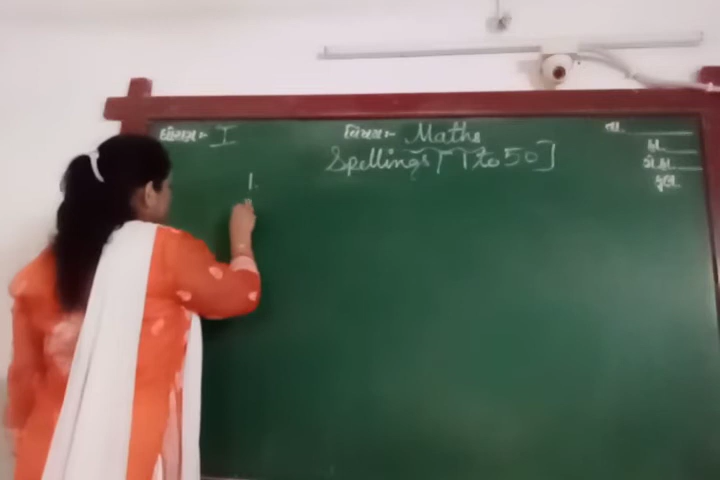 ધોરણ:- I
વિષય:- Maths
Spellings [1 to 50]
તા.
હા.
ગે.હા.
કુલ
1.